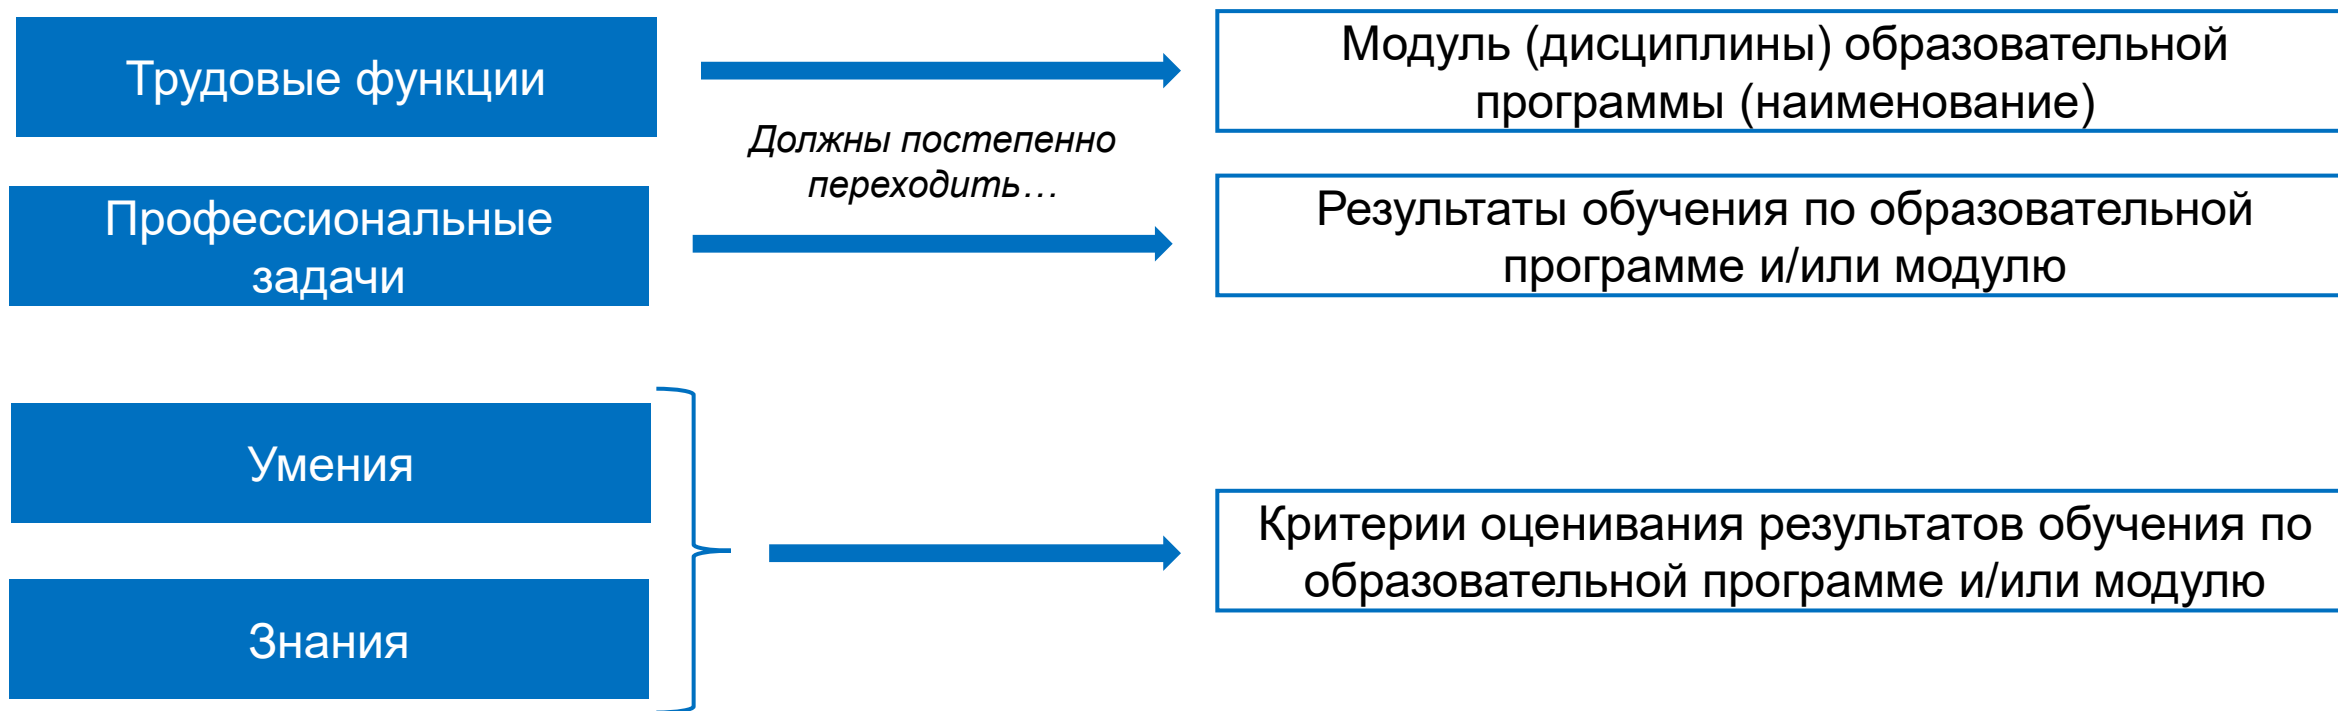 Трудовые функции
Модуль (дисциплины) образовательной
программы (наименование)
Должны постепенно
переходить…
Профессиональные
задачи
Результаты обучения по образовательной
программе и/или модулю
Умения
Знания
Критерии оценивания результатов обучения по
образовательной программе и/или модулю